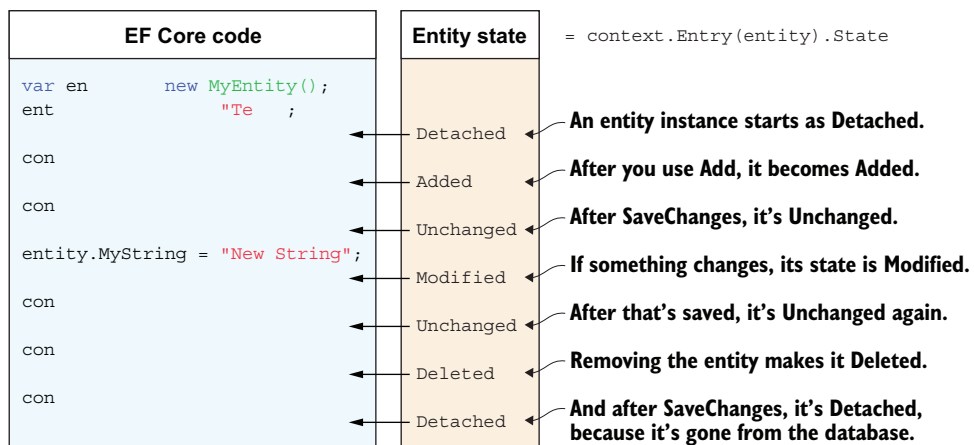 EF Core code
Entity state
= context.Entry(entity).State
var en new MyEntity();
ent "Te ;
Detached
An entity instance starts as Detached.
con
Added
After you use Add, it becomes Added.
con
Unchanged
After SaveChanges, it's Unchanged.
entity.MyString = "New String";
Modified
If something changes, its state is Modified.
con
Unchanged
After that's saved, it's Unchanged again.
con
Deleted
Removing the entity makes it Deleted.
con
Detached
And after SaveChanges, it's Detached,
because it's gone from the database.